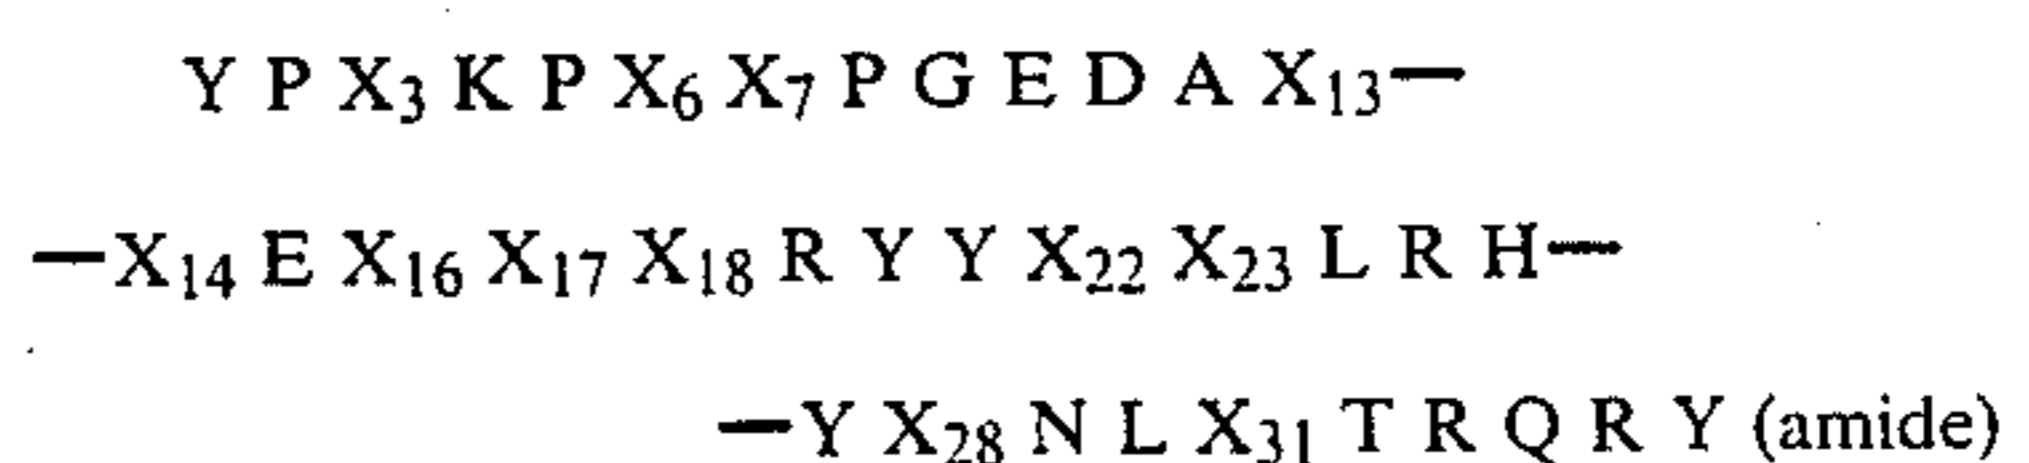 Y P X₃ K P X₆ X₇ P G E D A X₁₃—
—X₁₄ E X₁₆ X₁₇ X₁₈ R Y Y X₂₂ X₂₃ L R H—
—Y X₂₈ N L X₃₁ T R Q R Y (amide)